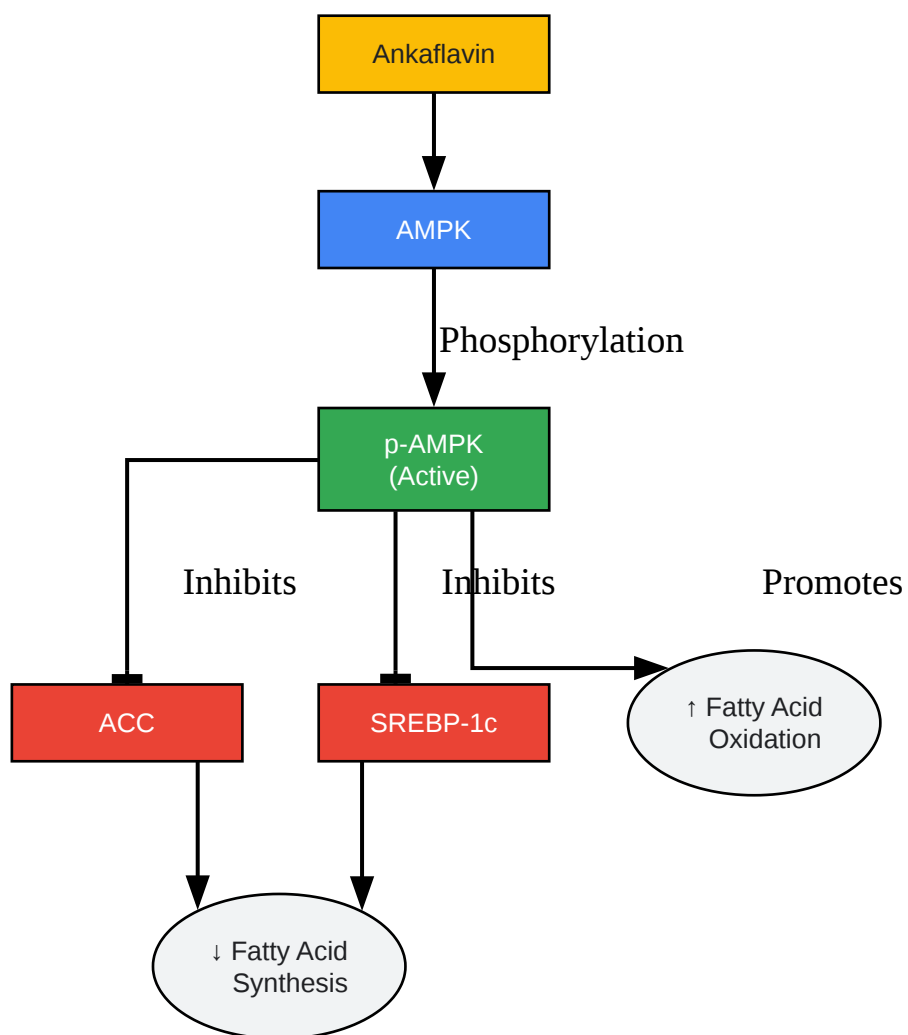 Ankaflavin
AMPK
Phosphorylation
p-AMPK
(Active)
Inhibits
Inhibits
Promotes
ACC
SREBP-1c
↑ Fatty Acid
Oxidation
↓ Fatty Acid
Synthesis